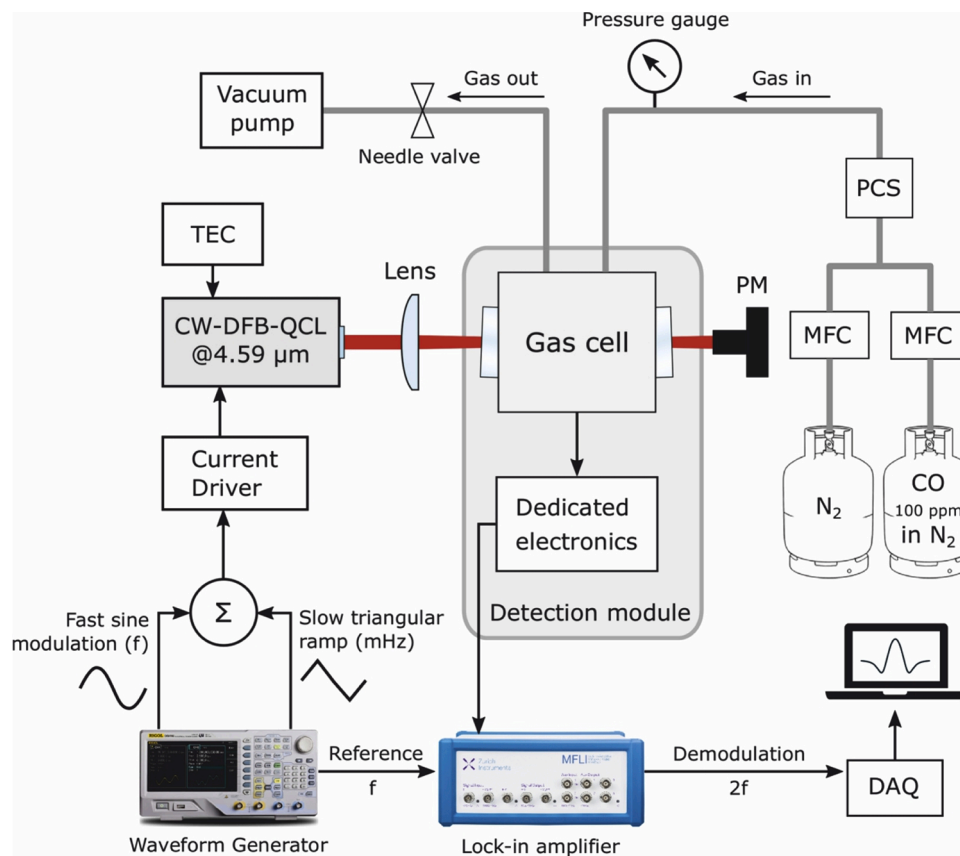 Pressure gauge
Gas out
Gas in
Vacuum
pump
Needle valve
PCS
TEC
Lens
PM
CW-DFB-QCL
@4.59 μm
Gas cell
MFC
MFC
Current
Driver
Dedicated
electronics
N2
CO
100 ppm
in N2
Σ
Detection module
Fast sine
modulation (f)
Slow triangular
ramp (mHz)
Zurich
Instruments
MFLI
Reference
f
Demodulation
2f
DAQ
Waveform Generator
Lock-in amplifier